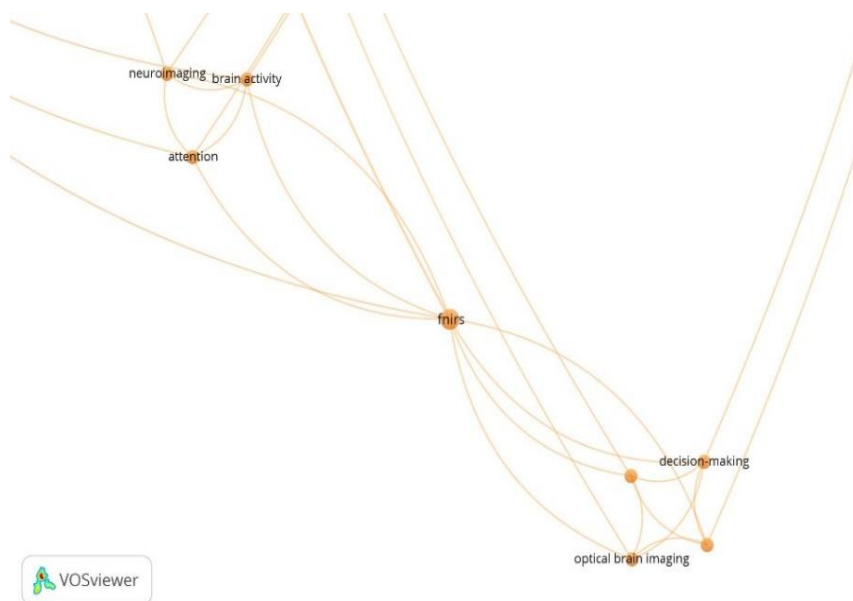 neuroimaging
brain activity
attention
fnirs
decision-making
optical brain imaging
VOSviewer